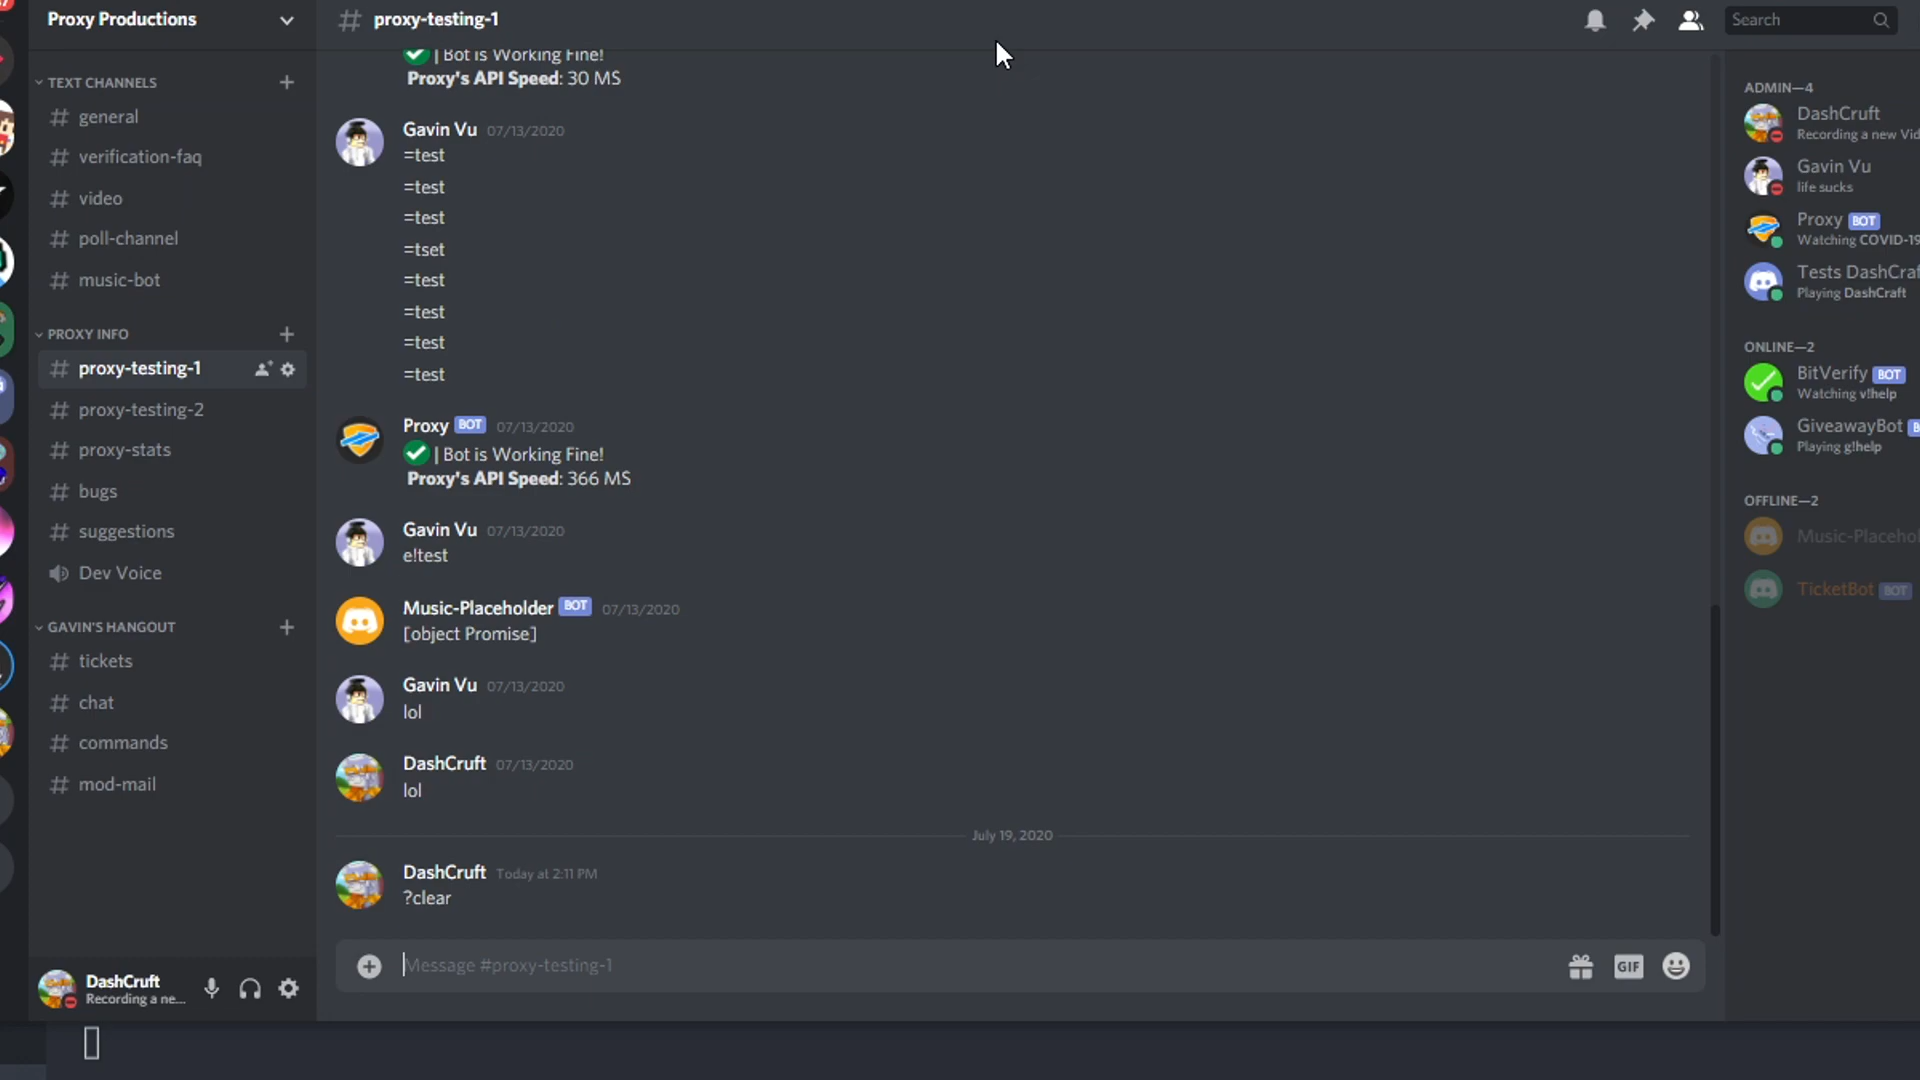 Proxy Productions
TEXT CHANNELS
general
verification-faq
video
poll-channel
music-bot
PROXY INFO
proxy-testing-1
proxy-testing-2
proxy-stats
bugs
suggestions
Dev Voice
GAVIN'S HANGOUT
tickets
chat
commands
mod-mail
DashCruft
Recording a ne...
# proxy-testing-1
| Bot is Working Fine!
Proxy's API Speed: 30 MS
Gavin Vu 07/13/2020
=test
=test
=test
=tset
=test
=test
=test
=test
Proxy BOT 07/13/2020
| Bot is Working Fine!
Proxy's API Speed: 366 MS
Gavin Vu 07/13/2020
e!test
Music-Placeholder BOT 07/13/2020
[object Promise]
Gavin Vu 07/13/2020
lol
DashCruft 07/13/2020
lol
July 19, 2020
DashCruft Today at 2:11 PM
?clear
Message #proxy-testing-1
GIF
Search
ADMIN—4
DashCruft
Recording a new Vid
Gavin Vu
life sucks
Proxy BOT
Watching COVID-19
Tests DashCraf
Playing DashCraft
ONLINE—2
BitVerify BOT
Watching v!help
GiveawayBot
Playing g!help
OFFLINE—2
Music-Placehol
TicketBot BOT